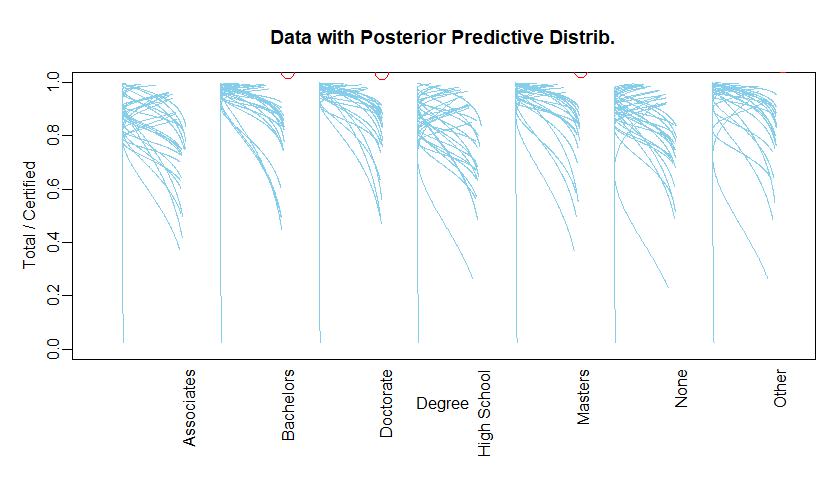 Data with Posterior Predictive Distrib.
Total / Certified
1.0
0.8
0.6
0.4
0.2
0.0
Associates
Bachelors
Doctorate
High School
Masters
None
Other
Degree